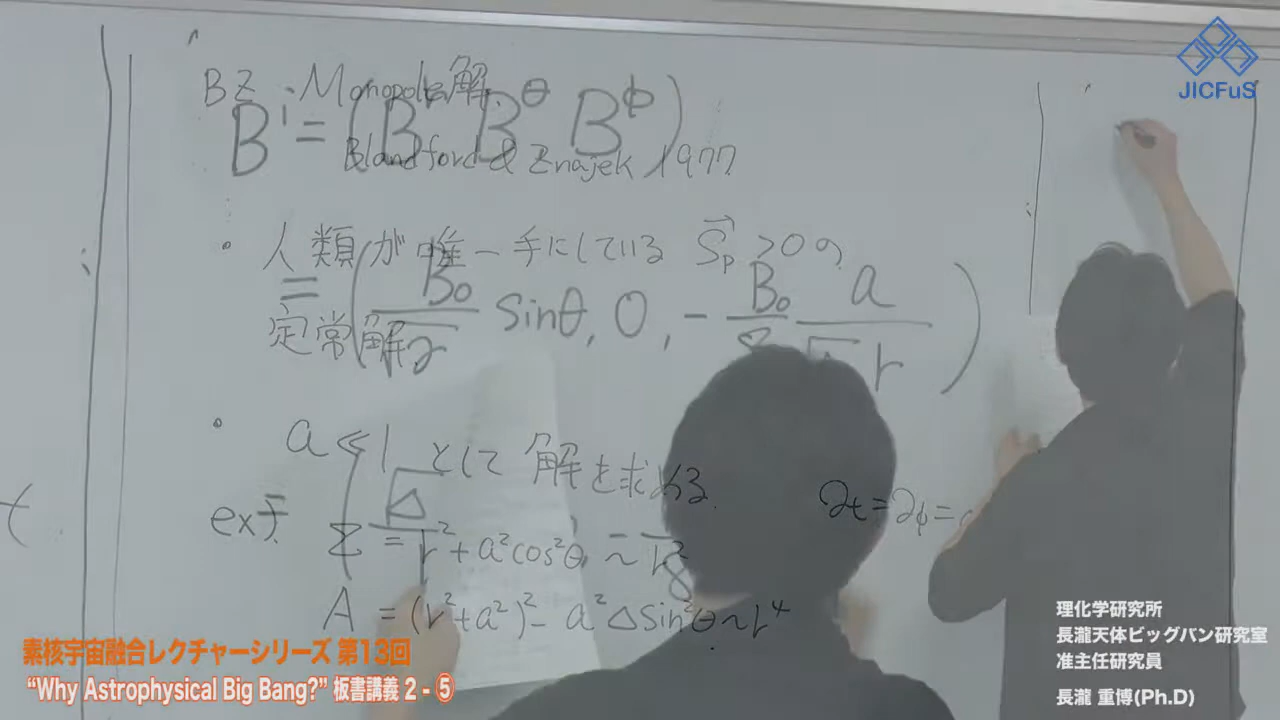 BZ Monopole解
B^i = (B^r B^θ B^φ)
Blandford & Znajek 1977
・人類が唯一手にしている S⃗p >0の
定常解
= ( B₀ sinθ, 0, - B₀ a
r )
・a ≪ 1 として 解を求める
ex√ Δ
∂t=∂φ=
Σ = r²+a²cos²θ ~ r²
A = (r²+a²)² - a²Δsin²θ~r⁴
t
JICFuS
理化学研究所
長瀧天体ビッグバン研究室
准主任研究員
長瀧 重博(Ph.D)
素核宇宙融合レクチャーシリーズ 第13回
“Why Astrophysical Big Bang?” 板書講義 2 - ⑤